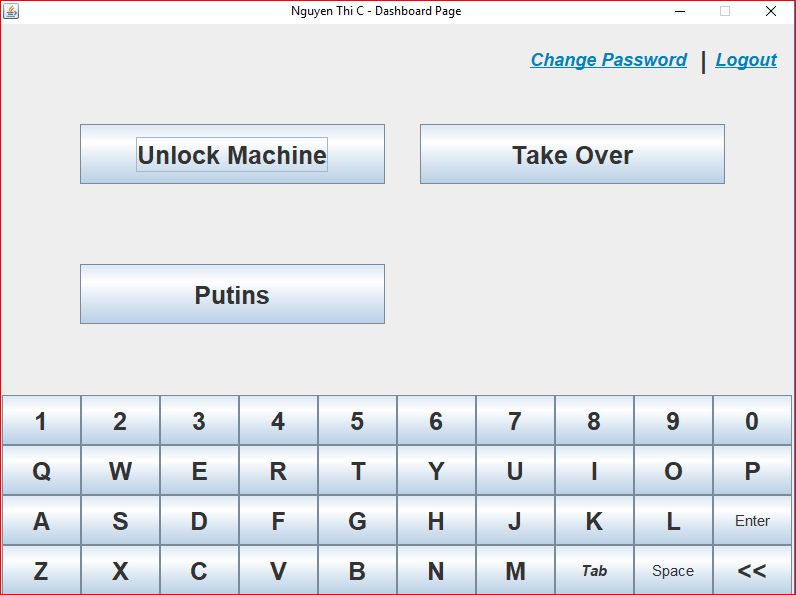 Nguyen Thi C - Dashboard Page
Change Password | Logout
Unlock Machine Take Over
Putins
1 2 3 4 5 6 7 8 9 0
Q W E R T Y U I O P
A S D F G H J K L Enter
Z X C V B N M Tab Space <<